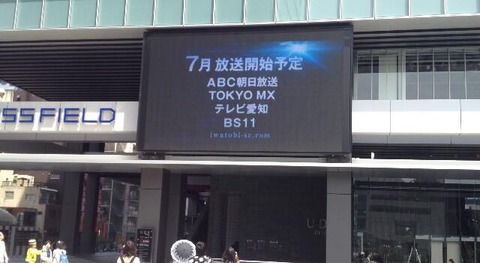 7月 放送開始予定
ABC朝日放送
TOKYO MX
テレビ愛知
BS11
iwatobi-sc.com
SS FIELD